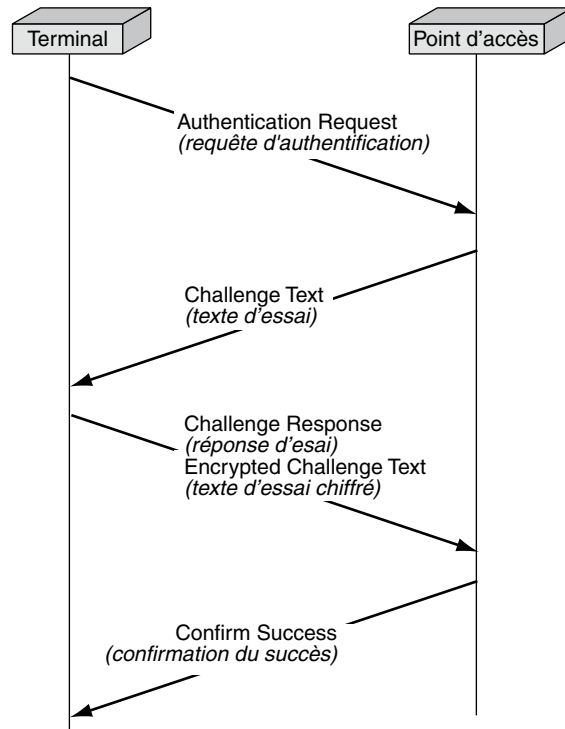 Terminal
Point d'accès
Authentication Request
(requête d'authentification)
Challenge Text
(texte d'essai)
Challenge Response
(réponse d'esai)
Encrypted Challenge Text
(texte d'essai chiffré)
Confirm Success
(confirmation du succès)